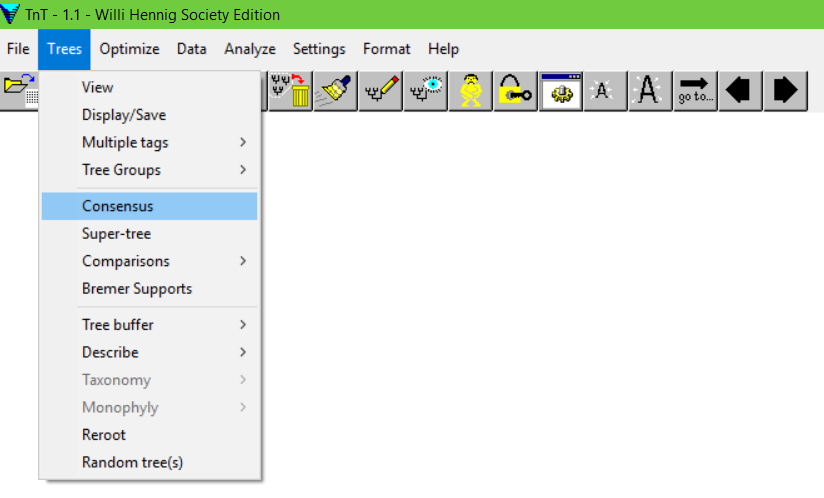 TnT - 1.1 - Willi Hennig Society Edition
File Trees Optimize Data Analyze Settings Format Help
A A go to...
View
Display/Save
Multiple tags
Tree Groups
Consensus
Super-tree
Comparisons
Bremer Supports
Tree buffer
Describe
Taxonomy
Monophyly
Reroot
Random tree(s)